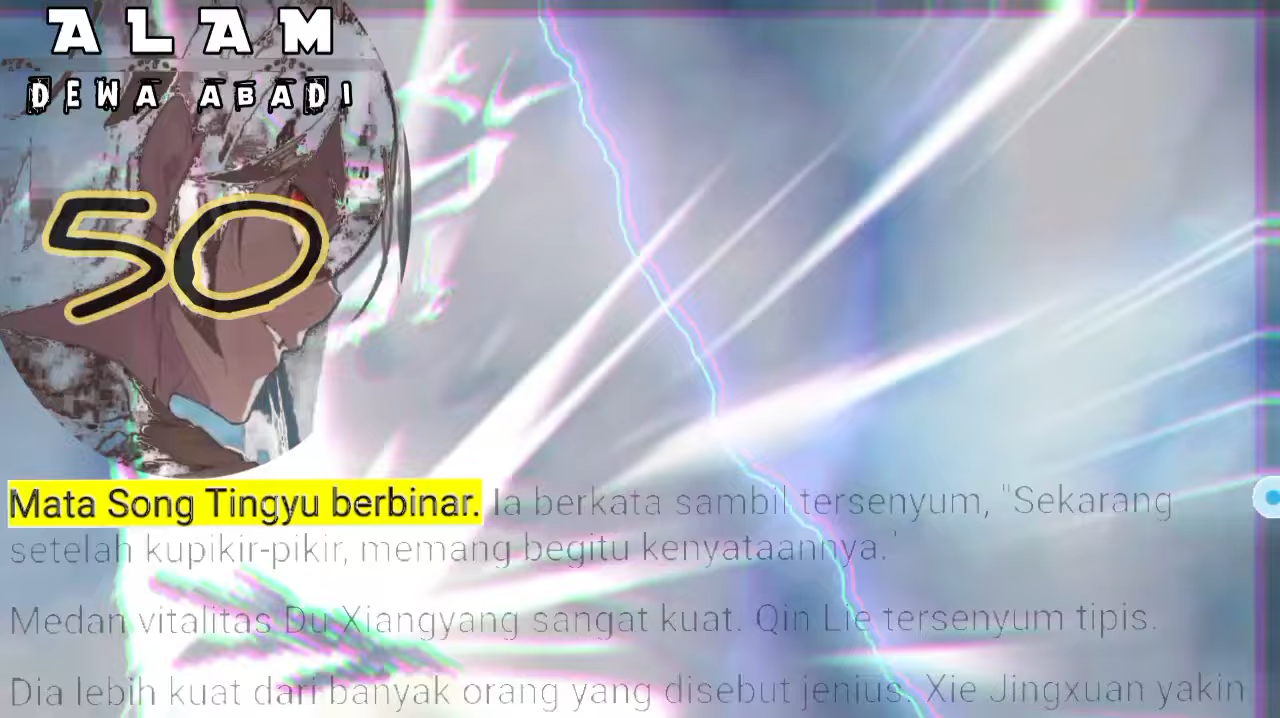 ALAM
DEWA ABADI
50
Mata Song Tingyu berbinar. Ia berkata sambil tersenyum, "Sekarang
setelah kupikir-pikir, memang begitu kenyataannya."
Medan vitalitas Du Xiangyang sangat kuat. Qin Lie tersenyum tipis.
Dia lebih kuat dari banyak orang yang disebut jenius. Xie Jingxuan yakin